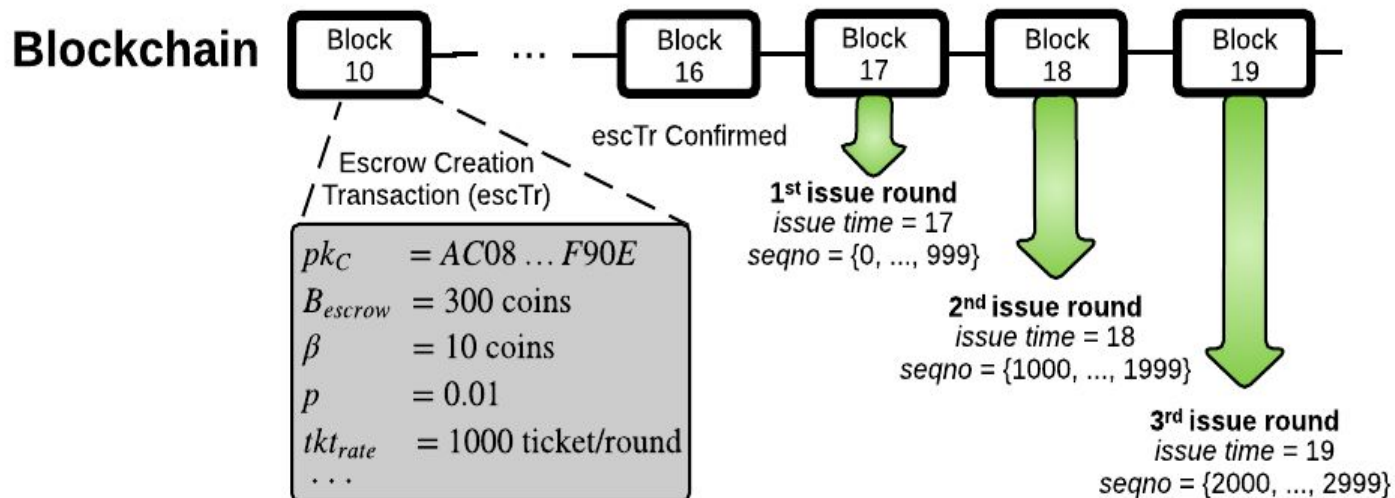 Blockchain
Block
10
...
Block
16
Block
17
Block
18
Block
19
escTr Confirmed
Escrow Creation
Transaction (escTr)
pk_C = AC08 … F90E
B_escrow = 300 coins
β = 10 coins
p = 0.01
tkt_rate = 1000 ticket/round
...
1st issue round
issue time = 17
seqno = {0, ..., 999}
2nd issue round
issue time = 18
seqno = {1000, ..., 1999}
3rd issue round
issue time = 19
seqno = {2000, ..., 2999}